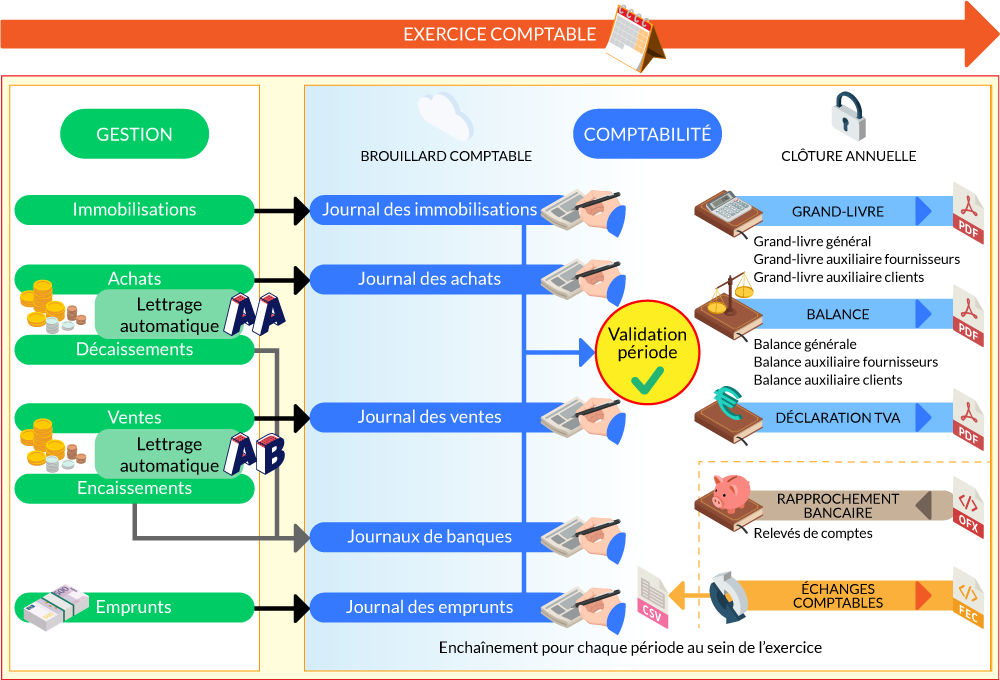 EXERCICE COMPTABLE
GESTION
BROUILLARD COMPTABLE
COMPTABILITÉ
CLÔTURE ANNUELLE
Immobilisations
Journal des immobilisations
Achats
Lettrage
automatique
AA
Décaissements
Journal des achats
Ventes
Lettrage
automatique
AB
Encaissements
Journal des ventes
Journaux de banques
Emprunts
Journal des emprunts
Validation
période
GRAND-LIVRE
PDF
Grand-livre général
Grand-livre auxiliaire fournisseurs
Grand-livre auxiliaire clients
BALANCE
PDF
Balance générale
Balance auxiliaire fournisseurs
Balance auxiliaire clients
DÉCLARATION TVA
PDF
RAPPROCHEMENT
BANCAIRE
OFX
Relevés de comptes
CSV
ÉCHANGES
COMPTABLES
FEC
Enchaînement pour chaque période au sein de l'exercice